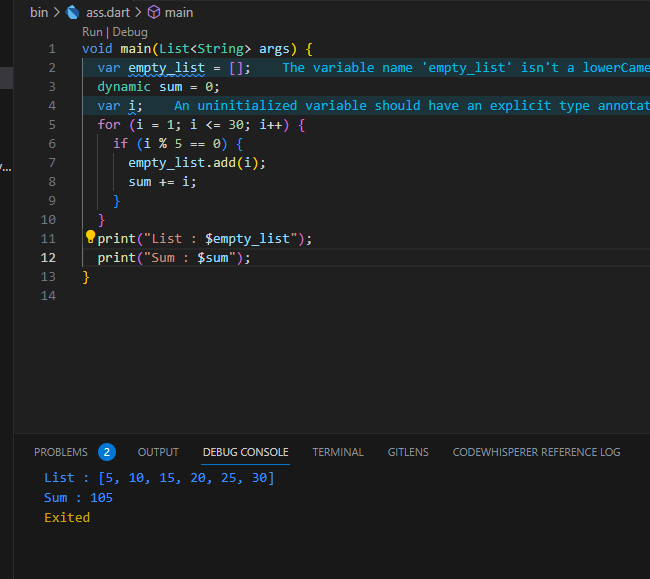 bin > ass.dart > main
Run | Debug
1 void main(List<String> args) {
2 var empty_list = []; The variable name 'empty_list' isn't a lowerCame
3 dynamic sum = 0;
4 var i; An uninitialized variable should have an explicit type annotat
5 for (i = 1; i <= 30; i++) {
6 if (i % 5 == 0) {
7 empty_list.add(i);
8 sum += i;
9 }
10 }
11 print("List : $empty_list");
12 print("Sum : $sum");
13 }
14
y...
PROBLEMS 2 OUTPUT DEBUG CONSOLE TERMINAL GITLENS CODEWHISPERER REFERENCE LOG
List : [5, 10, 15, 20, 25, 30]
Sum : 105
Exited